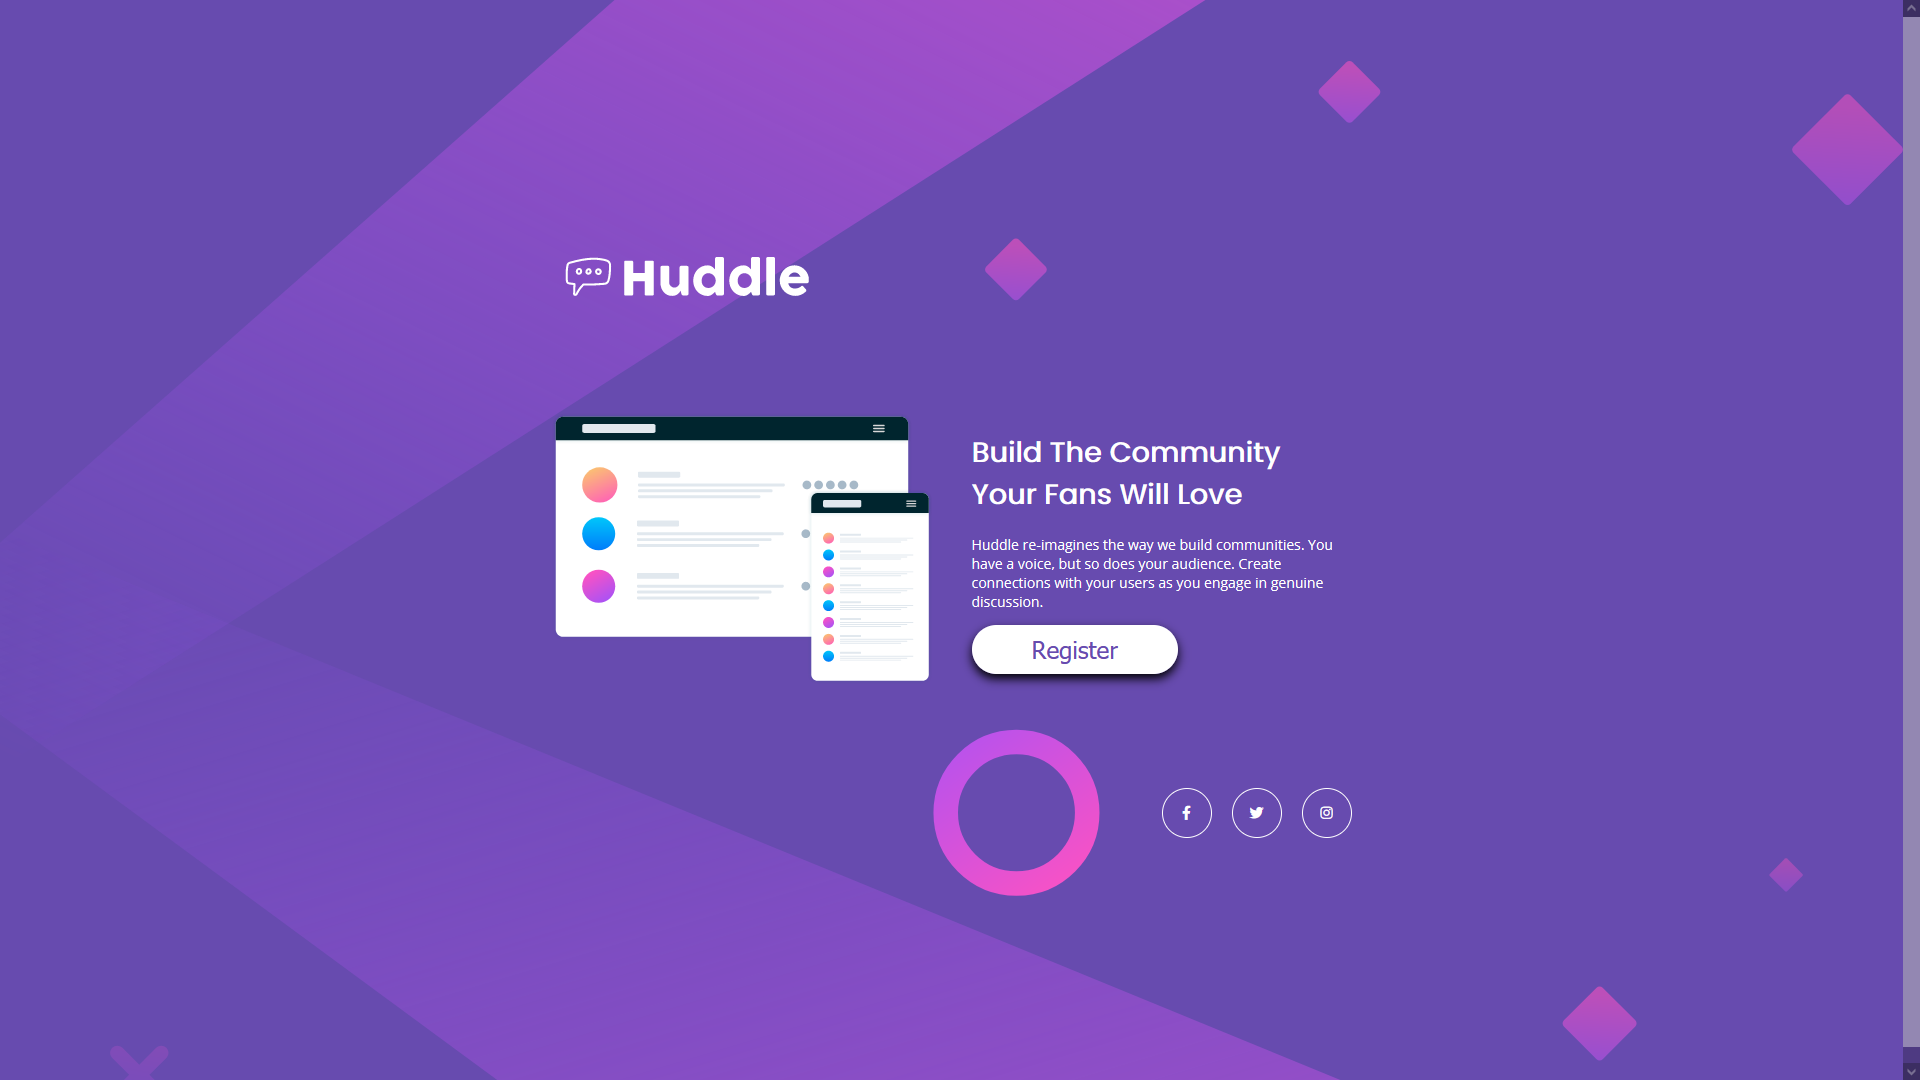 Huddle
Build The Community
Your Fans Will Love
Huddle re-imagines the way we build communities. You
have a voice, but so does your audience. Create
connections with your users as you engage in genuine
discussion.
Register